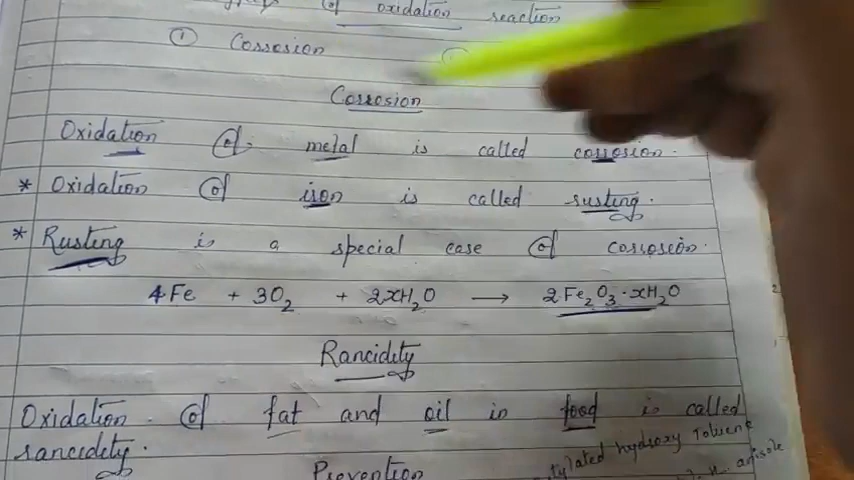 of oxidation reaction
① Corrosion
Corrosion
Oxidation of metal is called corrosion.
* Oxidation of iron is called rusting.
* Rusting is a special case of corrosion.
4Fe + 3O₂ + 2xH₂O → 2Fe₂O₃·xH₂O
Rancidity
Oxidation of fat and oil in food is called
rancidity.
hydroxy Toluene
Prevention
anisole